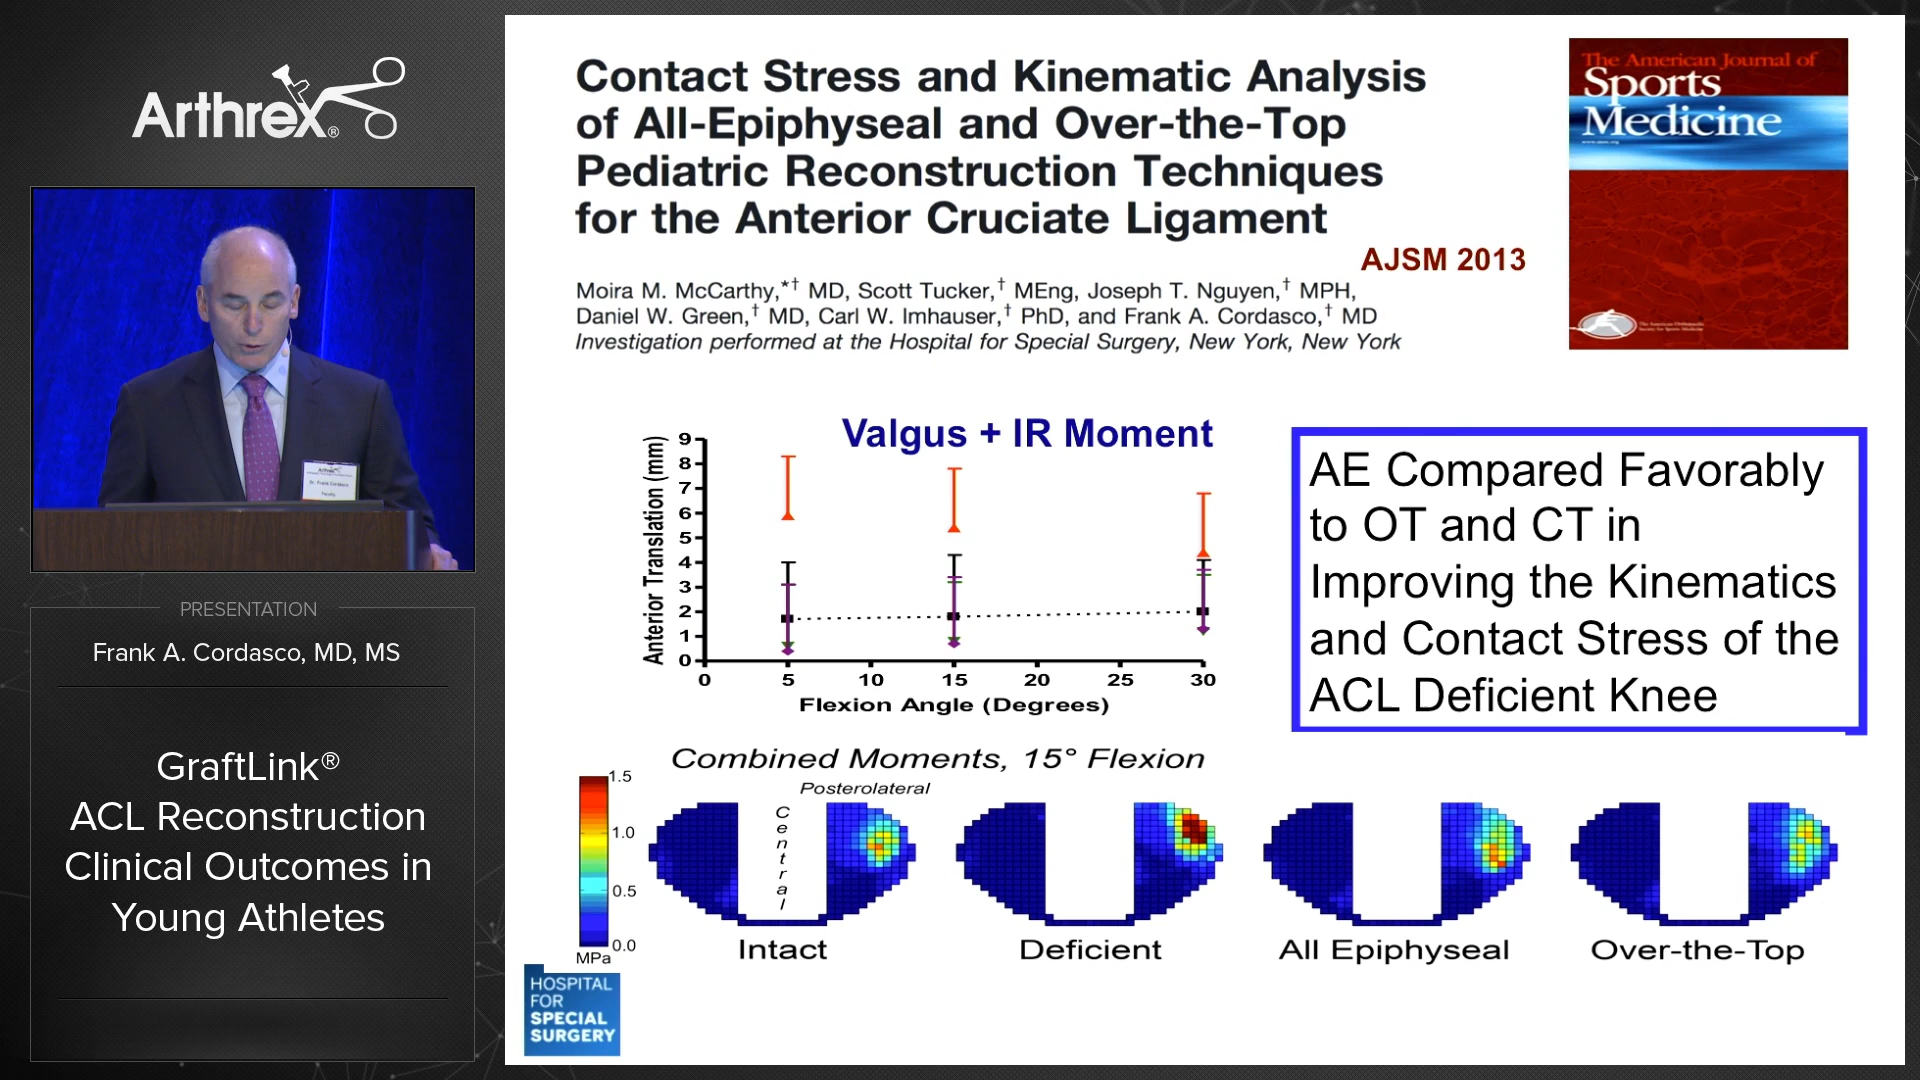 Arthrex®
PRESENTATION
Frank A. Cordasco, MD, MS
GraftLink®
ACL Reconstruction
Clinical Outcomes in
Young Athletes
Contact Stress and Kinematic Analysis
of All-Epiphyseal and Over-the-Top
Pediatric Reconstruction Techniques
for the Anterior Cruciate Ligament
AJSM 2013
Moira M. McCarthy,*† MD, Scott Tucker,† MEng, Joseph T. Nguyen,† MPH,
Daniel W. Green,† MD, Carl W. Imhauser,† PhD, and Frank A. Cordasco,† MD
Investigation performed at the Hospital for Special Surgery, New York, New York
The American Journal of
Sports
Medicine
Valgus + IR Moment
Anterior Translation (mm)
9
8
7
6
5
4
3
2
1
0
0 5 10 15 20 25 30
Flexion Angle (Degrees)
AE Compared Favorably
to OT and CT in
Improving the Kinematics
and Contact Stress of the
ACL Deficient Knee
Combined Moments, 15° Flexion
Posterolateral
Central
1.5
1.0
0.5
0.0
MPa
Intact Deficient All Epiphyseal Over-the-Top
HOSPITAL
FOR
SPECIAL
SURGERY